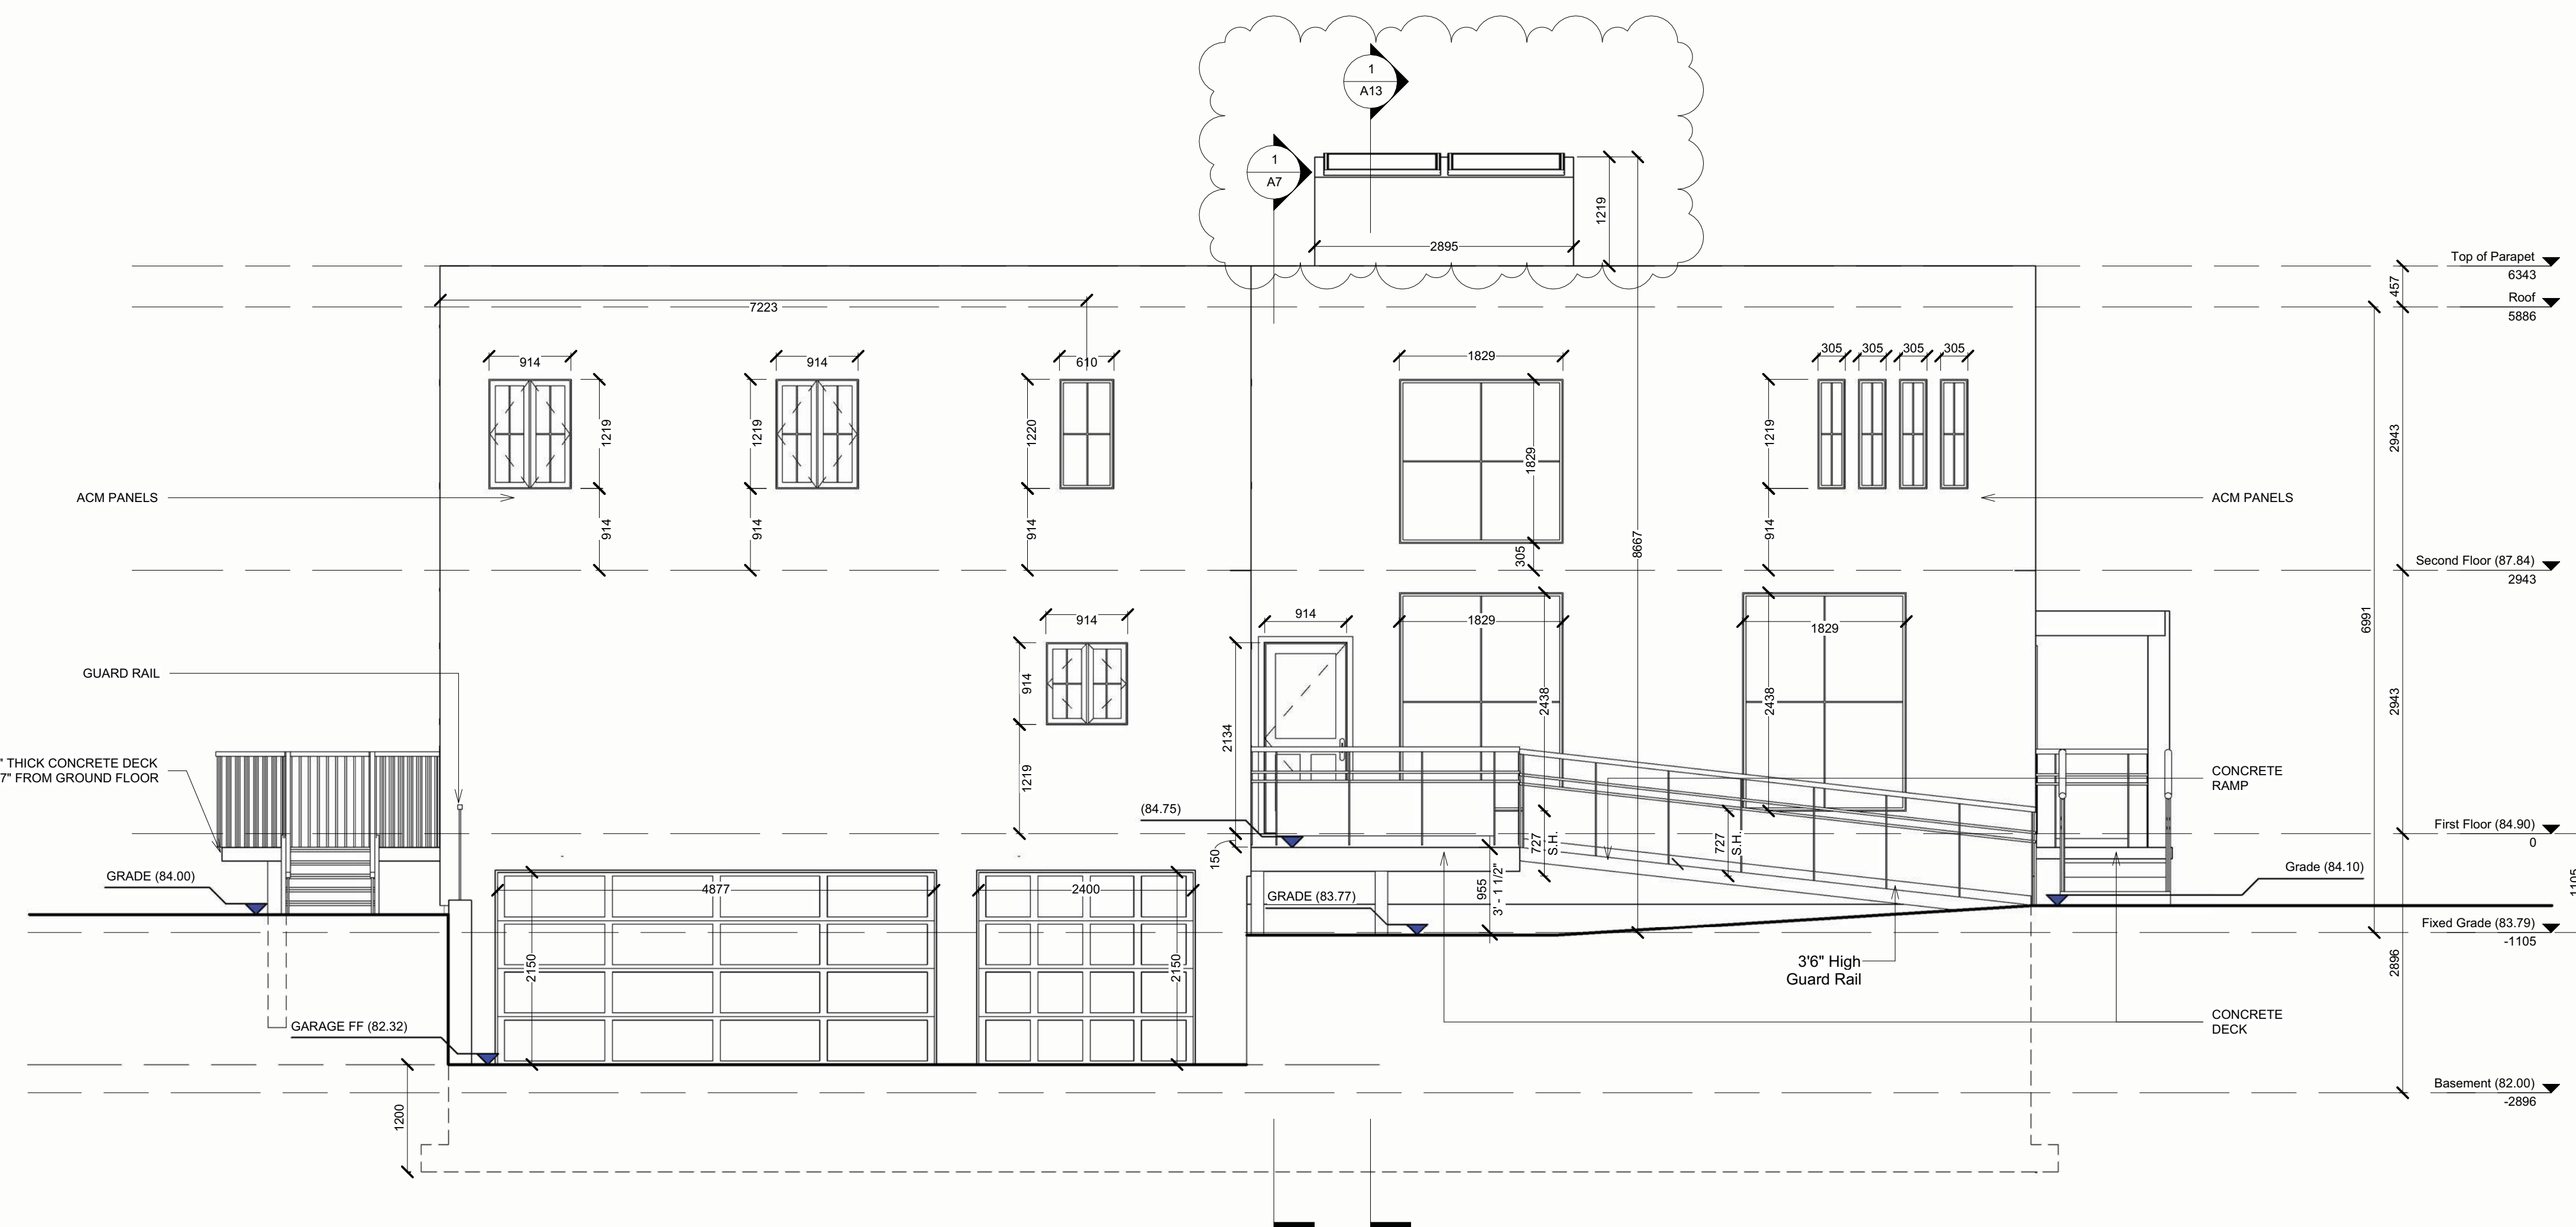 1
A13
1
A7
1219
2895
Top of Parapet
6343
457
Roof
5886
7223
914
914
610
1829
305
305
305
305
1219
1219
1220
1829
1219
2943
ACM PANELS
ACM PANELS
914
914
914
305
8667
914
Second Floor (87.84)
2943
914
914
1829
1829
6991
GUARD RAIL
914
2134
2438
2438
2943
" THICK CONCRETE DECK
7" FROM GROUND FLOOR
1219
CONCRETE
RAMP
(84.75)
First Floor (84.90)
0
150
727
S.H.
727
S.H.
GRADE (84.00)
4877
2400
GRADE (83.77)
955
3' - 1 1/2"
Grade (84.10)
1105
Fixed Grade (83.79)
-1105
2150
2150
3'6" High
Guard Rail
2896
GARAGE FF (82.32)
CONCRETE
DECK
Basement (82.00)
-2896
1200